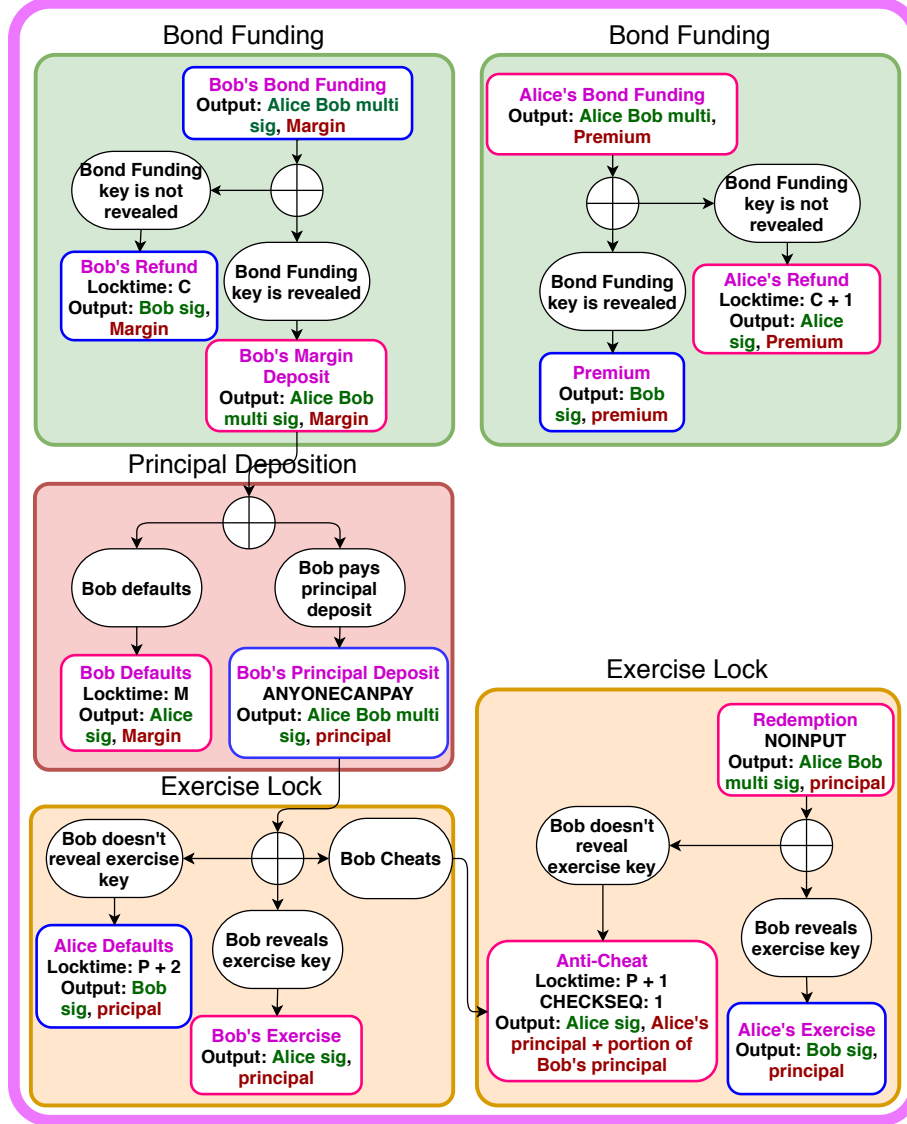 Bond Funding
Bob's Bond Funding
Output: Alice Bob multi
sig, Margin
Bond Funding
key is not
revealed
Bob's Refund
Locktime: C
Output: Bob sig,
Margin
Bond Funding
key is revealed
Bob's Margin
Deposit
Output: Alice Bob
multi sig, Margin
Bond Funding
Alice's Bond Funding
Output: Alice Bob multi,
Premium
Bond Funding
key is not
revealed
Bond Funding
key is revealed
Alice's Refund
Locktime: C + 1
Output: Alice
sig, Premium
Premium
Output: Bob
sig, premium
Principal Deposition
Bob defaults
Bob pays
principal
deposit
Bob Defaults
Locktime: M
Output: Alice
sig, Margin
Bob's Principal Deposit
ANYONECANPAY
Output: Alice Bob multi
sig, principal
Exercise Lock
Bob doesn't
reveal exercise
key
Bob Cheats
Bob reveals
exercise key
Alice Defaults
Locktime: P + 2
Output: Bob
sig, pricipal
Bob's Exercise
Output: Alice sig,
principal
Exercise Lock
Redemption
NOINPUT
Output: Alice Bob
multi sig, principal
Bob doesn't
reveal
exercise key
Bob reveals
exercise key
Anti-Cheat
Locktime: P + 1
CHECKSEQ: 1
Output: Alice sig, Alice's
principal + portion of
Bob's principal
Alice's Exercise
Output: Bob sig,
principal